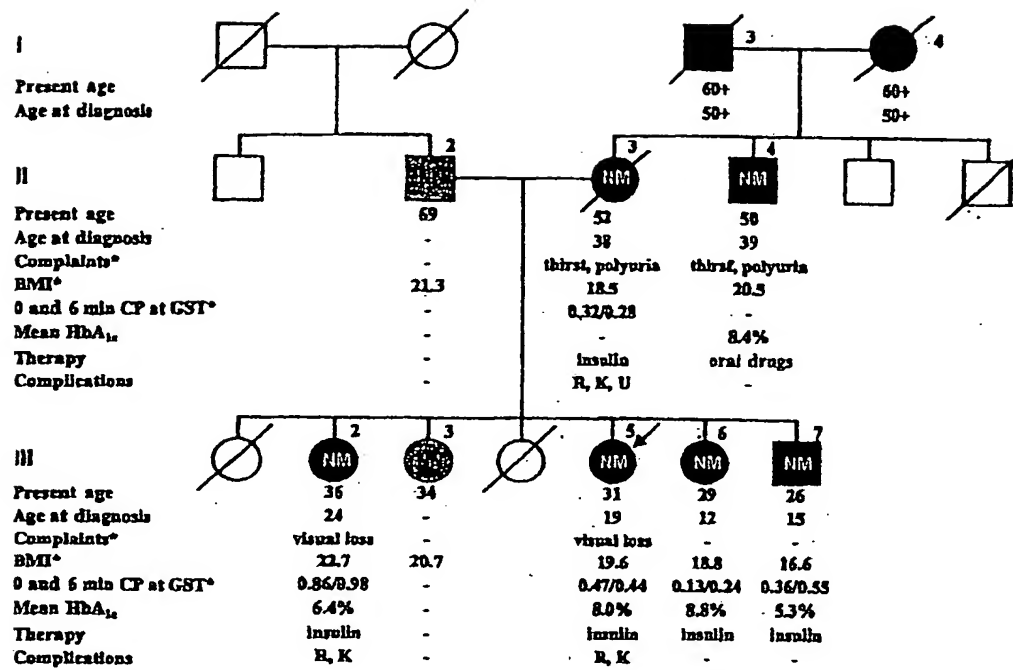 I 3 4
Present age 60+ 60+
Age at diagnosis 50+ 50+
2 3 4
II NM NM
Present age 69 52 50
Age at diagnosis - 38 39
Complaints* - thirst, polyuria thirst, polyuria
BMI* 21.3 18.5 20.5
0 and 6 min CP at GST* - 0.32/0.28 -
Mean HbA1c - - 8.4%
Therapy - insulin oral drugs
Complications - R, K, U -
2 3 5 6 7
III NM NM NM NM
Present age 36 34 31 29 26
Age at diagnosis 24 - 19 12 15
Complaints* visual loss - visual loss - -
BMI* 22.7 20.7 19.6 18.8 16.6
0 and 6 min CP at GST* 0.86/0.98 - 0.47/0.44 0.13/0.24 0.36/0.55
Mean HbA1c 6.4% - 8.0% 8.8% 5.3%
Therapy insulin - insulin insulin insulin
Complications R, K - R, K - -